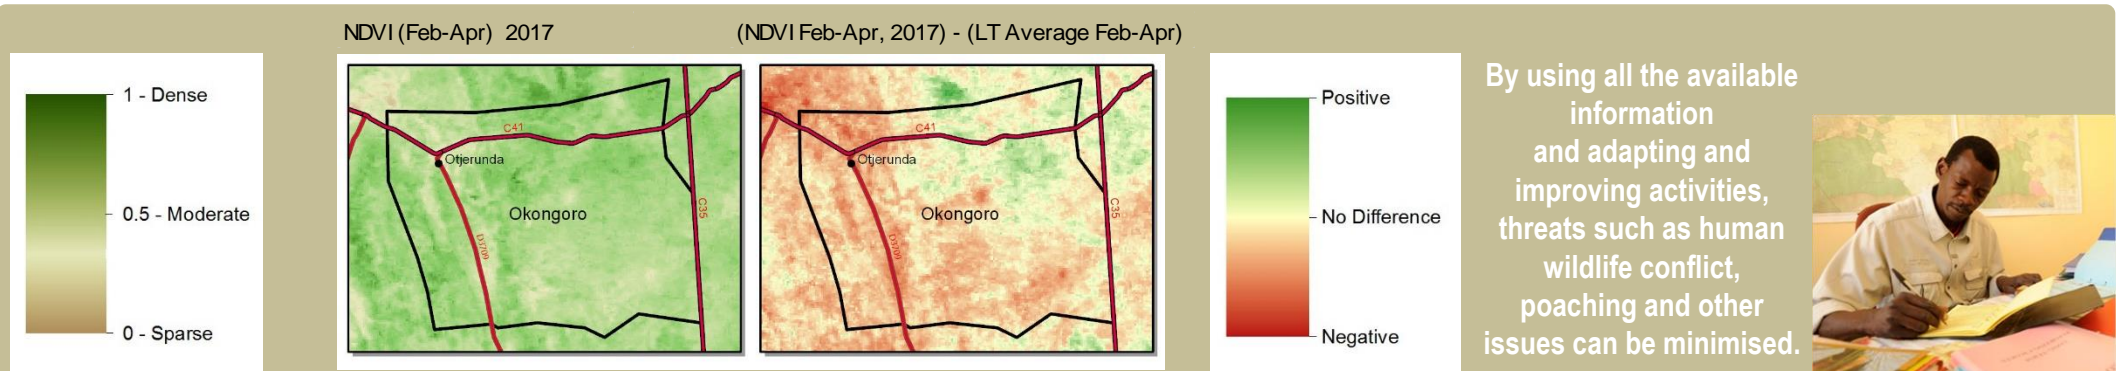 NDVI (Feb-Apr) 2017
(NDVI Feb-Apr, 2017) - (LT Average Feb-Apr)
1 - Dense
0.5 - Moderate
0 - Sparse
C41
Otjerunda
Okongoro
D3709
C35
C41
Otjerunda
Okongoro
D3709
C35
Positive
No Difference
Negative
By using all the available
information
and adapting and
improving activities,
threats such as human
wildlife conflict,
poaching and other
issues can be minimised.